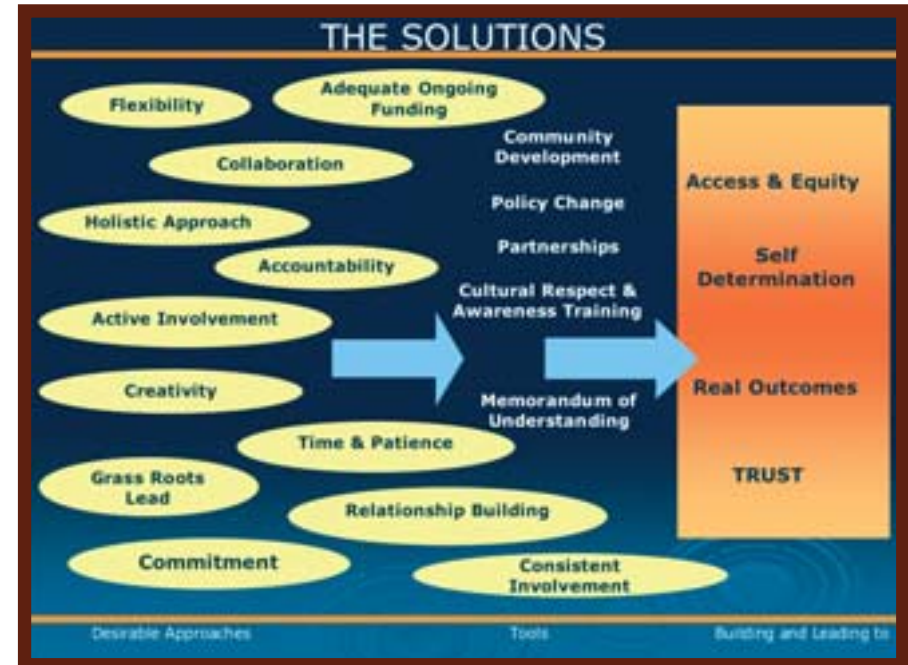 THE SOLUTIONS
Flexibility
Adequate Ongoing
Funding
Collaboration
Holistic Approach
Accountability
Active Involvement
Creativity
Time & Patience
Grass Roots
Lead
Relationship Building
Commitment
Consistent
Involvement
Community
Development
Policy Change
Partnerships
Cultural Respect &
Awareness Training
Memorandum of
Understanding
Access & Equity
Self
Determination
Real Outcomes
TRUST
Desirable Approaches
Tools
Building and Leading to